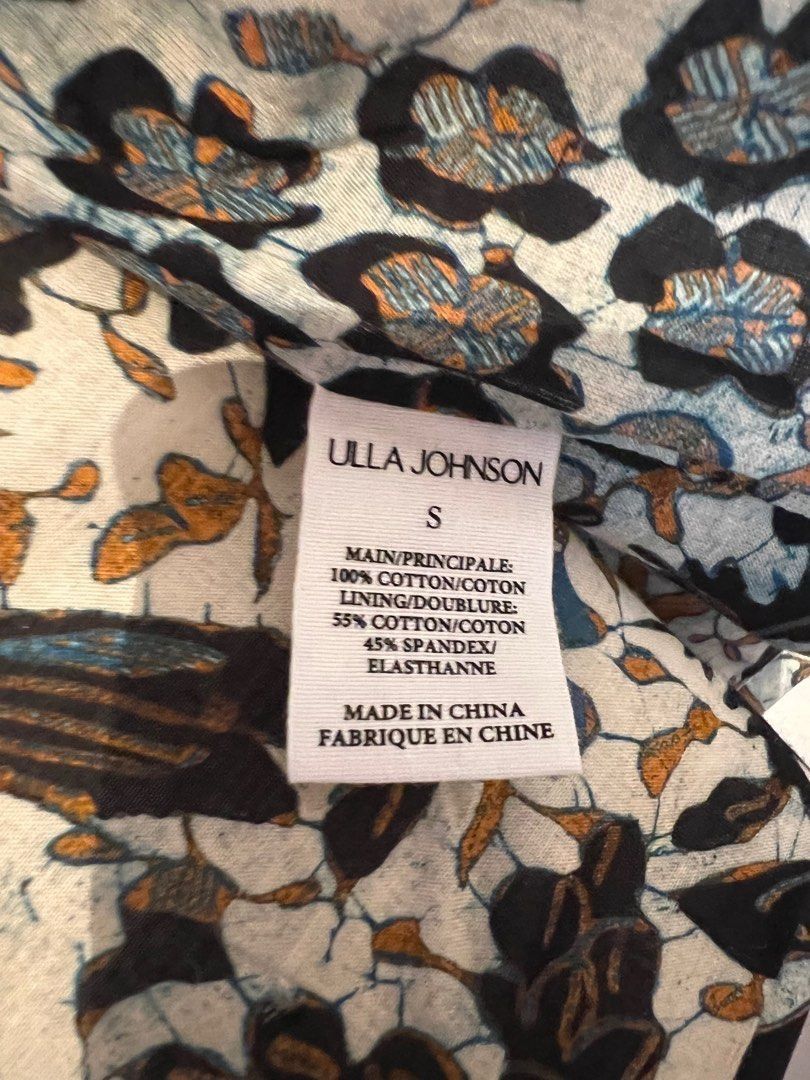 ULLA JOHNSON
S
MAIN/PRINCIPALE:
100% COTTON/COTON
LINING/DOUBLURE:
55% COTTON/COTON
45% SPANDEX/
ELASTHANNE
MADE IN CHINA
FABRIQUE EN CHINE